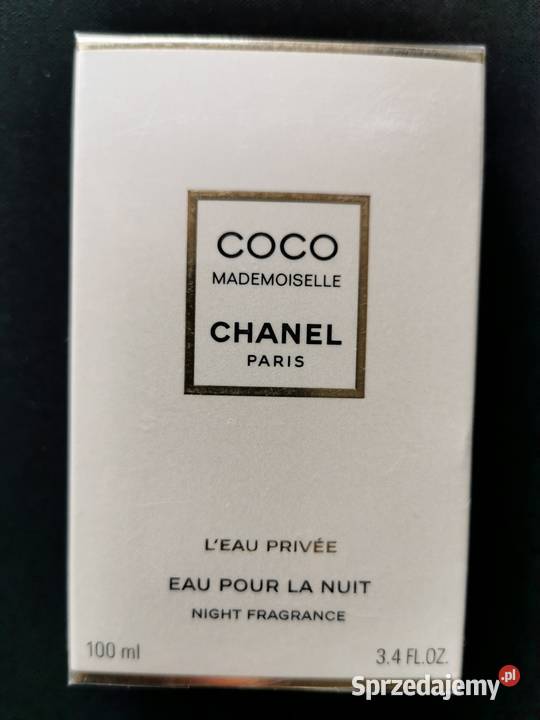 COCO
MADEMOISELLE
CHANEL
PARIS
L'EAU PRIVÉE
EAU POUR LA NUIT
NIGHT FRAGRANCE
100 ml
3.4 FL.OZ.
Sprzedajemy.pl